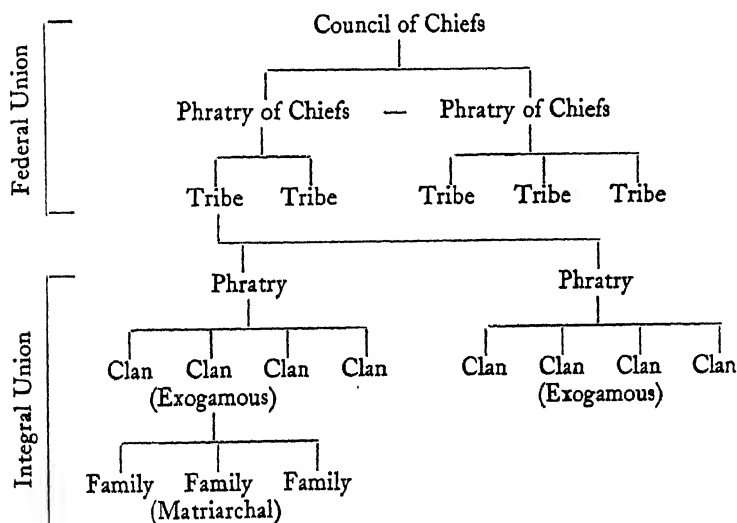 Council of Chiefs
Federal Union
Phratry of Chiefs — Phratry of Chiefs
Tribe Tribe Tribe Tribe Tribe
Integral Union
Phratry Phratry
Clan Clan Clan Clan Clan Clan Clan Clan
(Exogamous) (Exogamous)
Family Family Family
(Matriarchal)